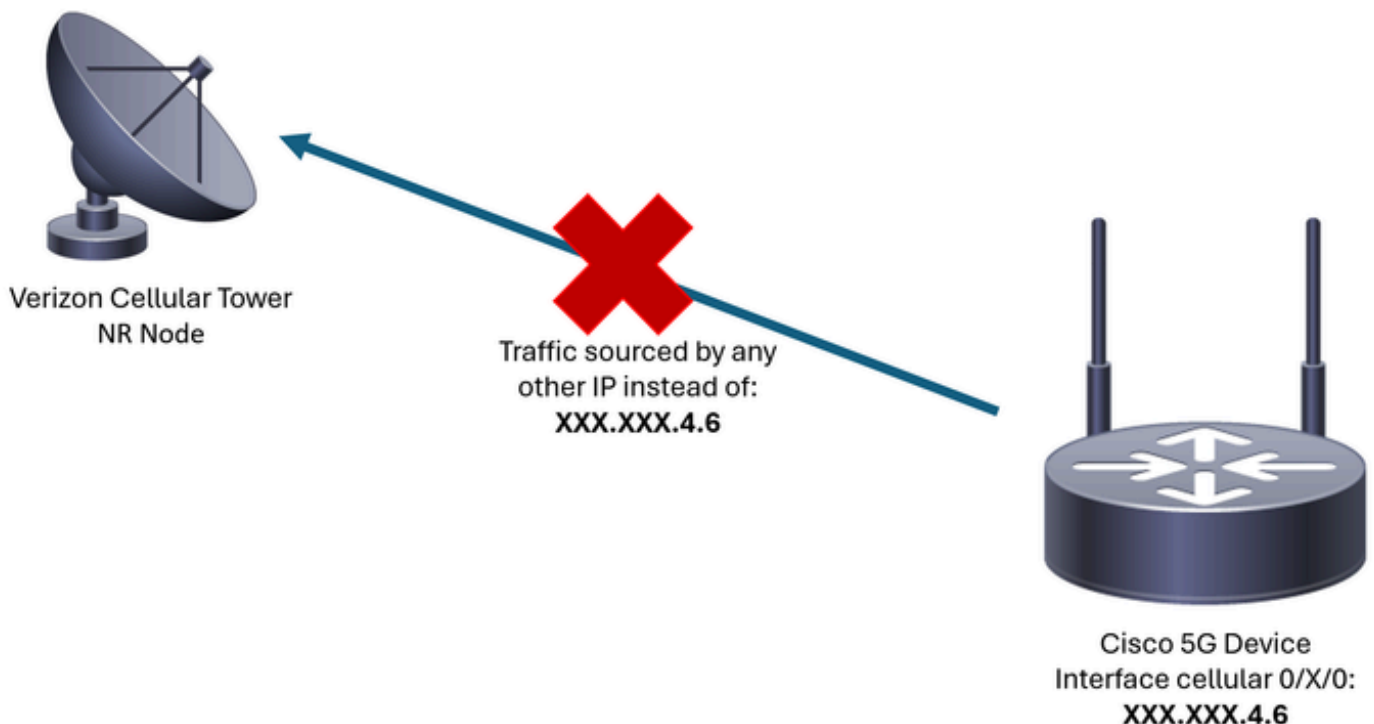 Verizon Cellular Tower
NR Node
Traffic sourced by any
other IP instead of:
XXX.XXX.4.6
Cisco 5G Device
Interface cellular 0/X/0:
XXX.XXX.4.6